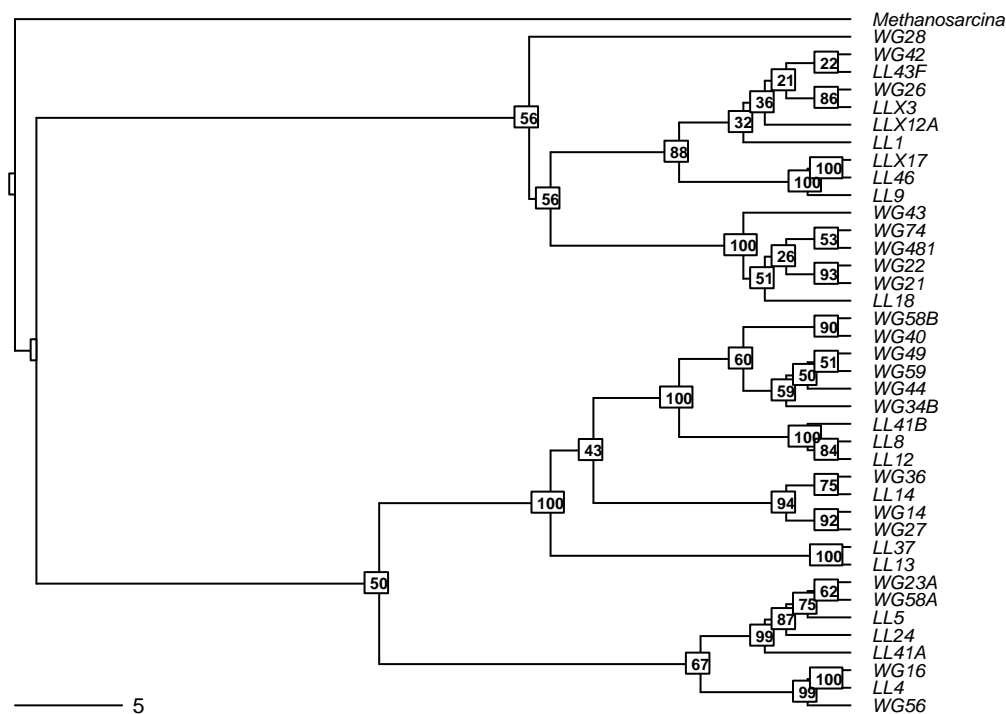 Methanosarcina
WG28
WG42
22
LL43F
21
WG26
36
86
LLX3
32
LLX12A
56
LL1
88
LLX17
100
LL46
100
LL9
56
WG43
WG74
53
100
WG481
26
WG22
51
93
WG21
LL18
WG58B
90
WG40
WG49
60
51
WG59
50
WG44
59
100
WG34B
LL41B
100
LL8
43
84
LL12
WG36
75
LL14
100
94
WG14
92
WG27
LL37
100
LL13
50
WG23A
62
WG58A
75
LL5
87
LL24
99
LL41A
67
WG16
100
LL4
99
WG56
5